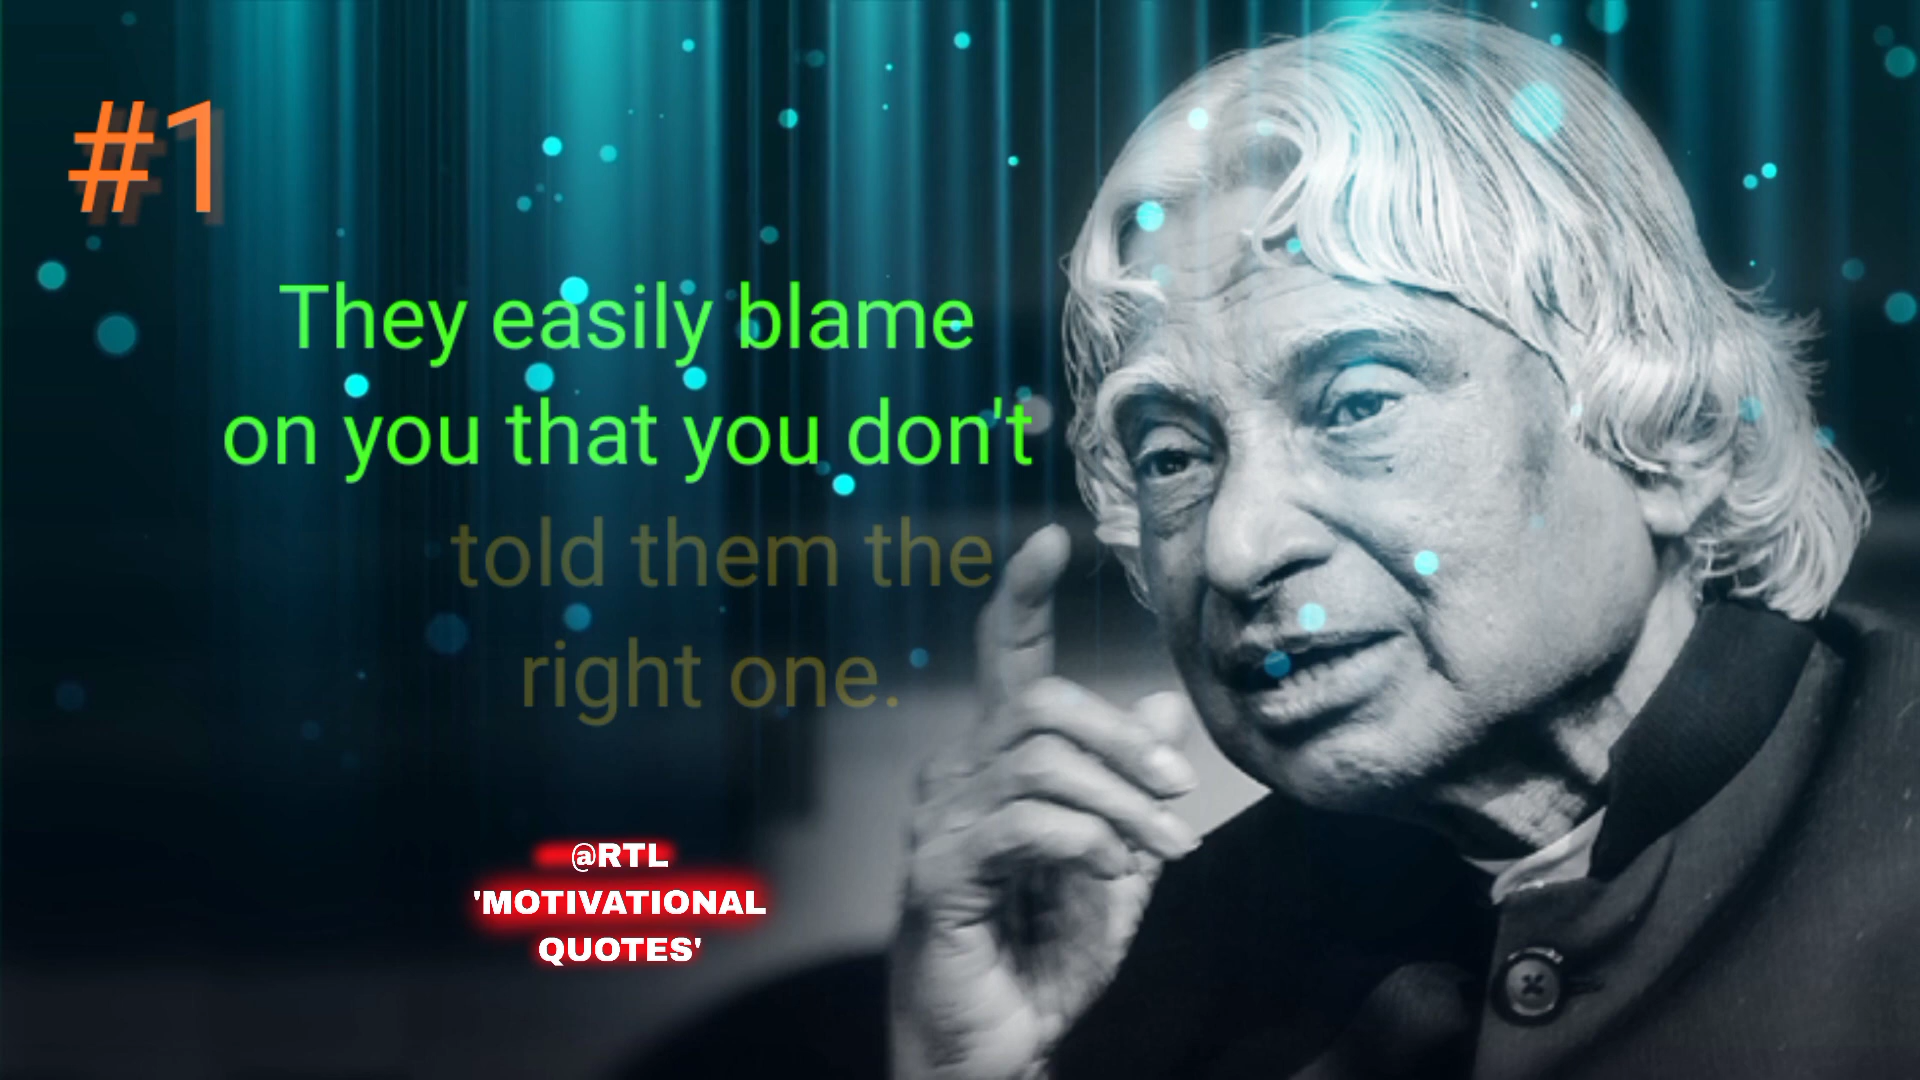 #1
They easily blame
on you that you don't
told them the
right one.
@RTL
'MOTIVATIONAL
QUOTES'